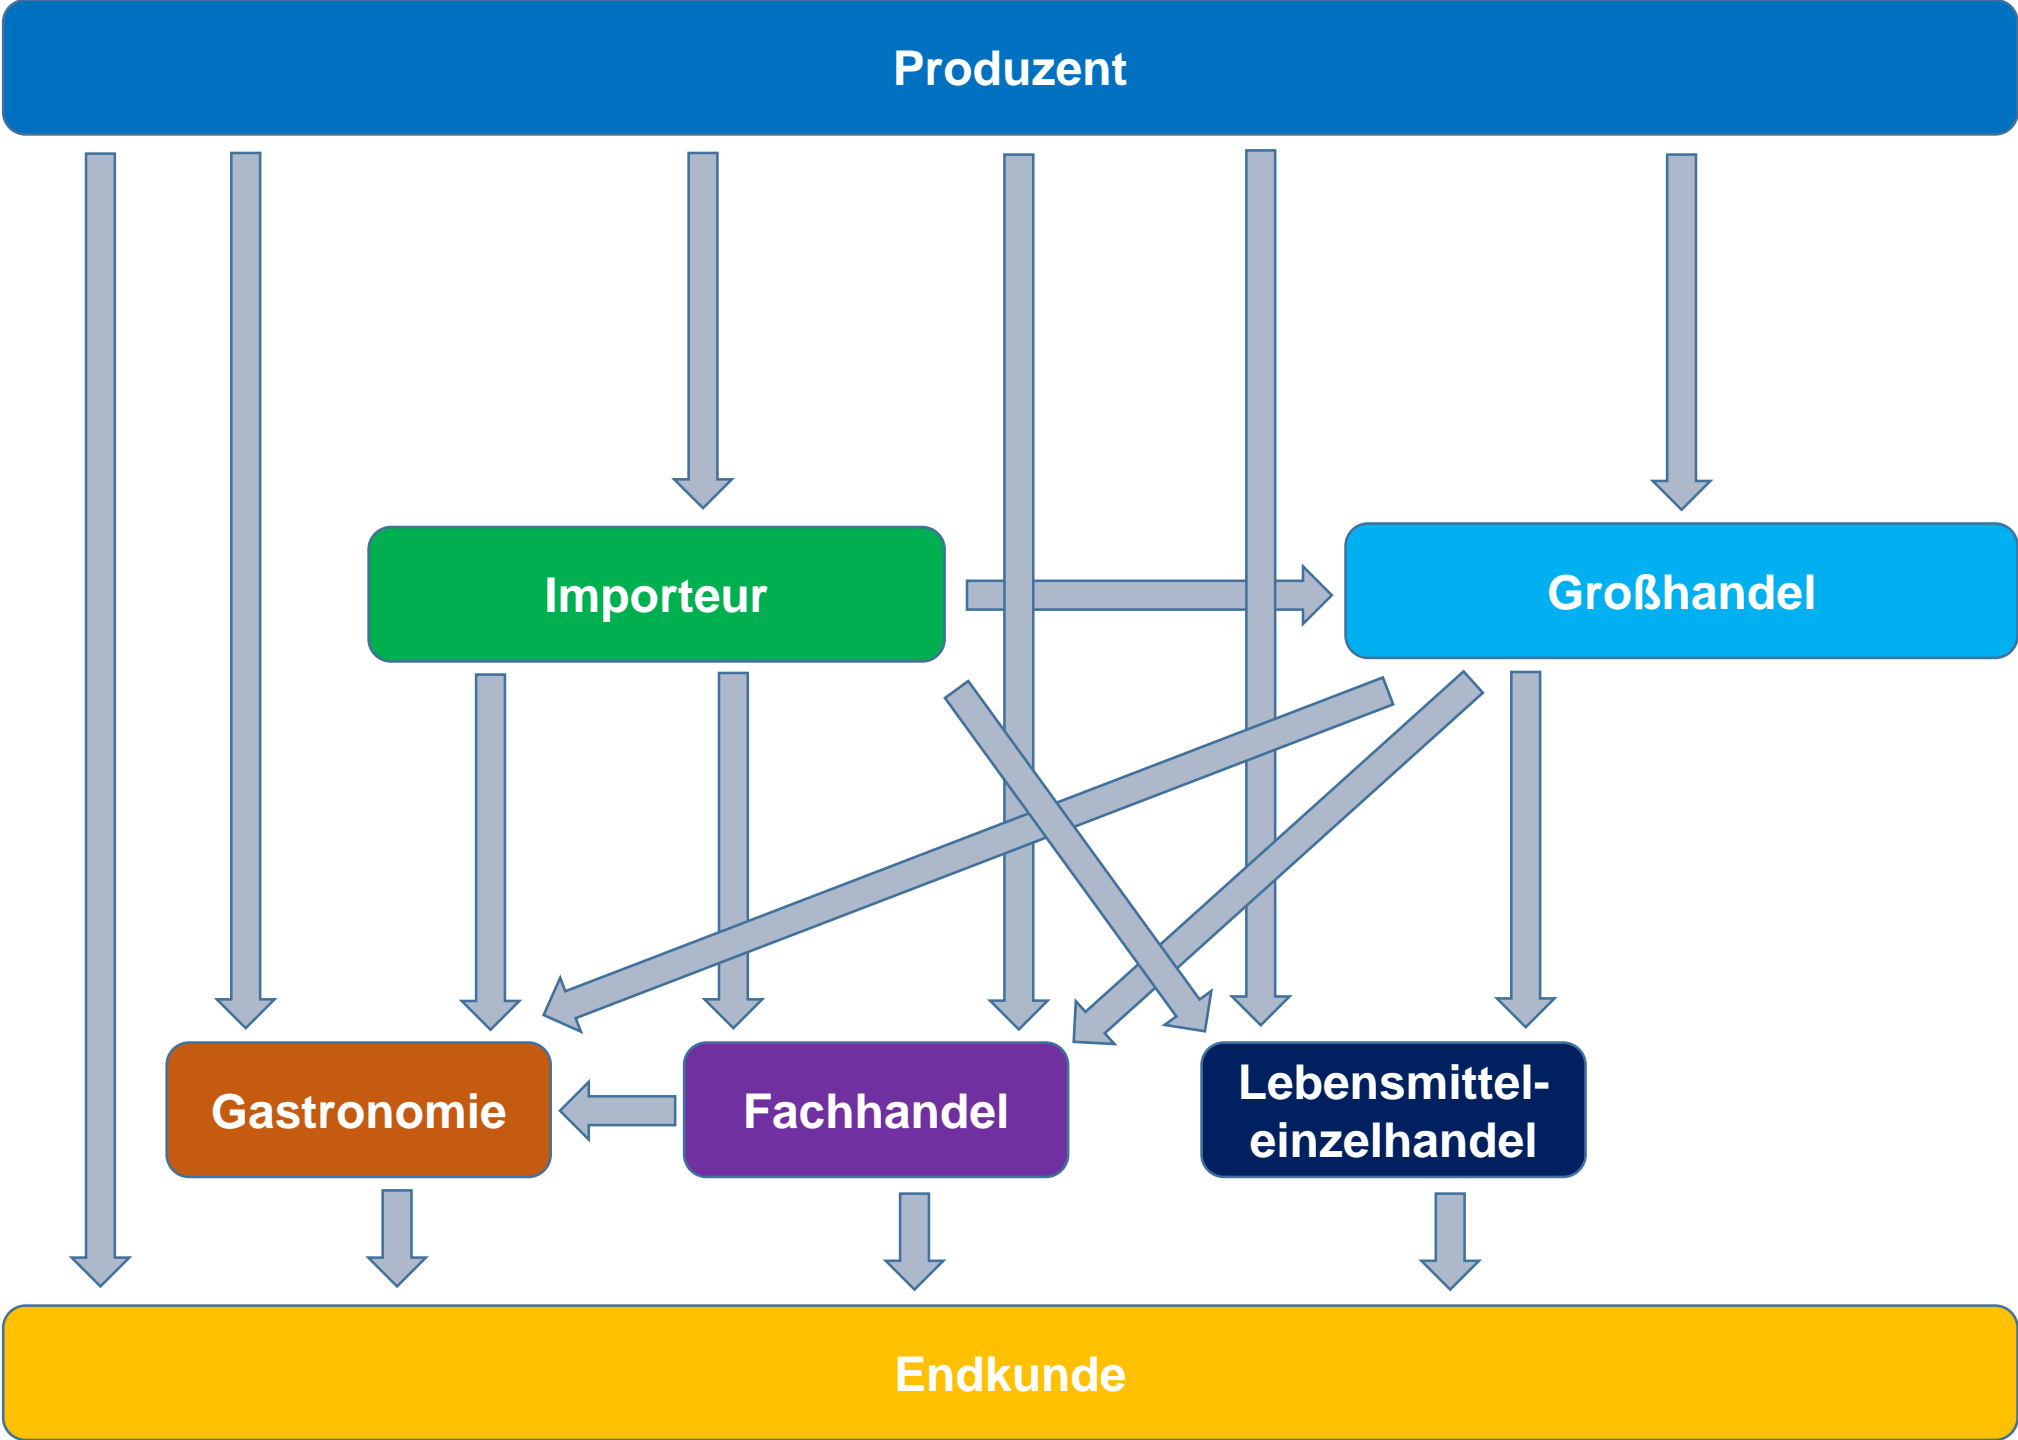 Produzent
Importeur
Großhandel
Gastronomie
Fachhandel
Lebensmittel-
einzelhandel
Endkunde